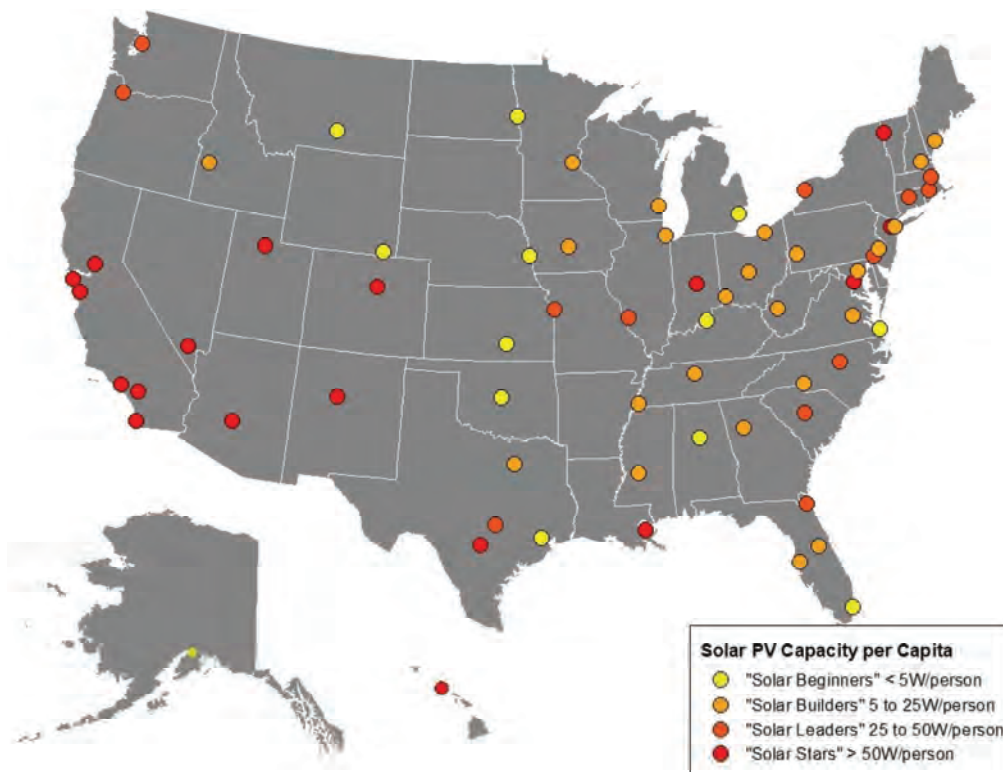 Solar PV Capacity per Capita
"Solar Beginners" < 5W/person
"Solar Builders" 5 to 25W/person
"Solar Leaders" 25 to 50W/person
"Solar Stars" > 50W/person